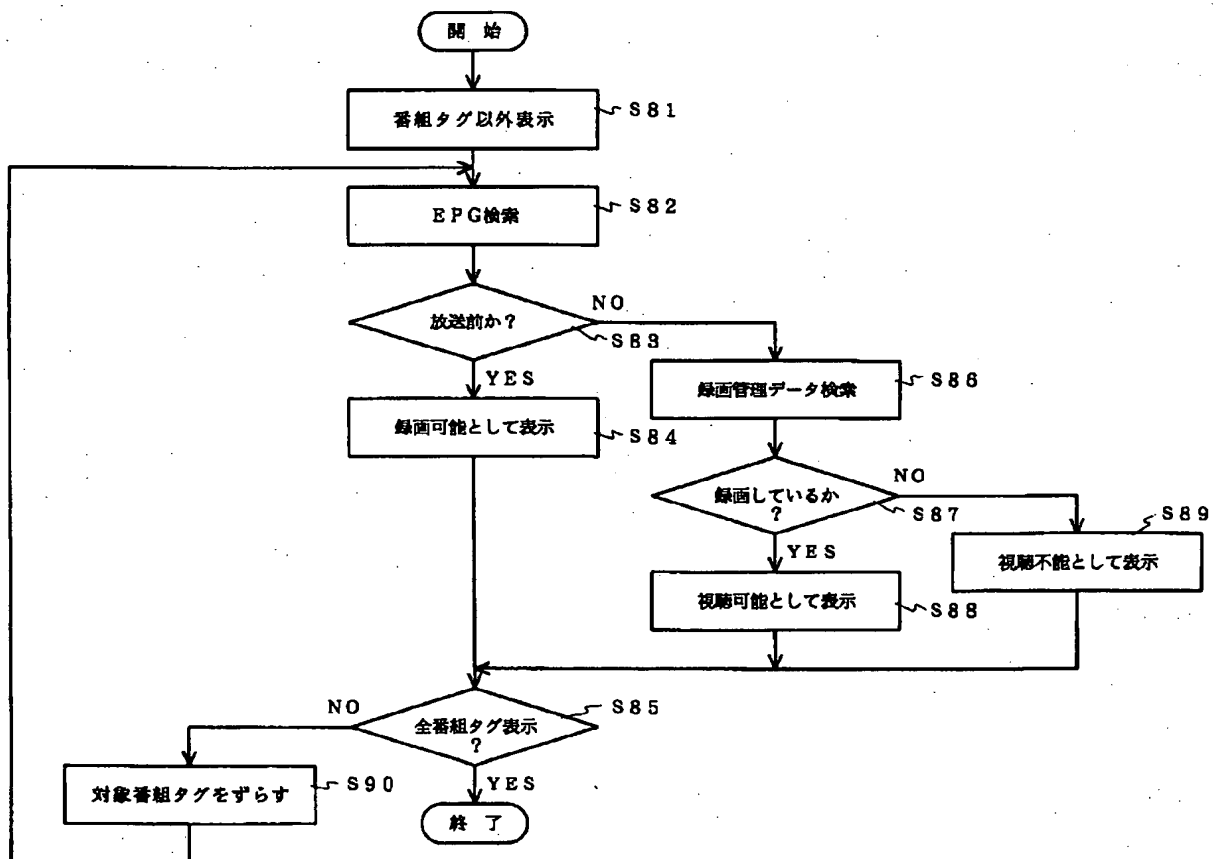 開 始
番組タグ以外表示
S81
EPG検索
S82
放送前か?
NO
S83
YES
録画可能として表示
S84
録画管理データ検索
S86
録画しているか
?
NO
S87
YES
視聴不能として表示
S89
視聴可能として表示
S88
全番組タグ表示
?
NO
S85
YES
対象番組タグをずらす
S90
終 了